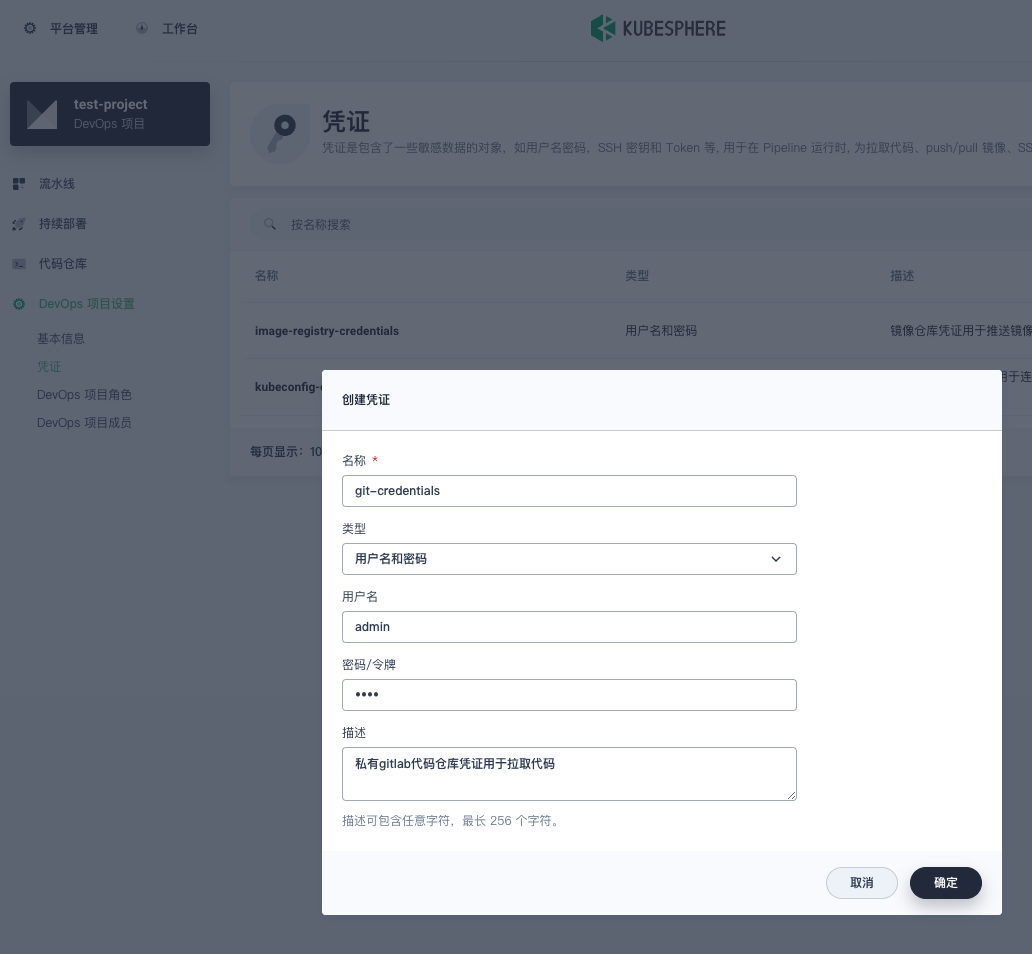 平台管理 工作台 KUBESPHERE
test-project
DevOps 项目
凭证
凭证是包含了一些敏感数据的对象，如用户名密码，SSH 密钥和 Token 等, 用于在 Pipeline 运行时, 为拉取代码、push/pull 镜像、SS
流水线
持续部署
代码仓库
DevOps 项目设置
基本信息
凭证
DevOps 项目角色
DevOps 项目成员
按名称搜索
名称 类型 描述
image-registry-credentials 用户名和密码 镜像仓库凭证用于推送镜像
kubeconfig- 用于连
每页显示：10
创建凭证
名称 *
git-credentials
类型
用户名和密码
用户名
admin
密码/令牌
••••
描述
私有gitlab代码仓库凭证用于拉取代码
描述可包含任意字符，最长 256 个字符。
取消 确定